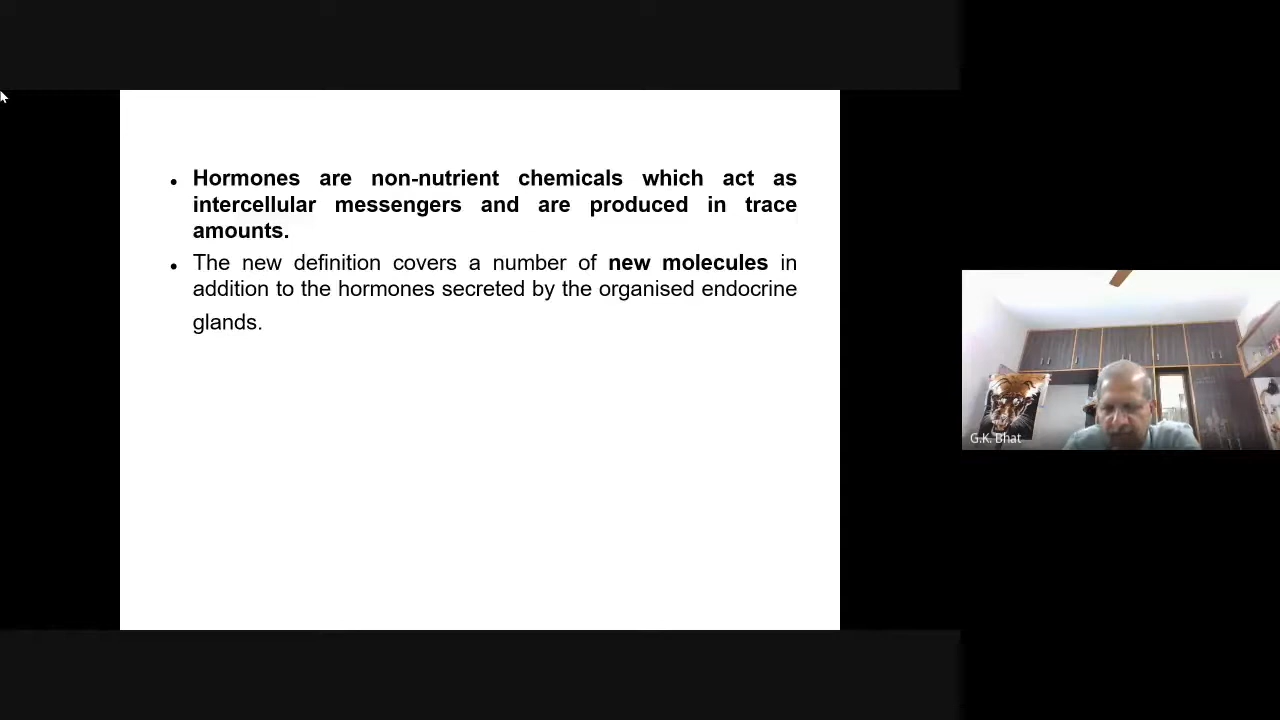 Hormones are non-nutrient chemicals which act as
intercellular messengers and are produced in trace
amounts.
The new definition covers a number of new molecules in
addition to the hormones secreted by the organised endocrine
glands.
G.K. Bhat